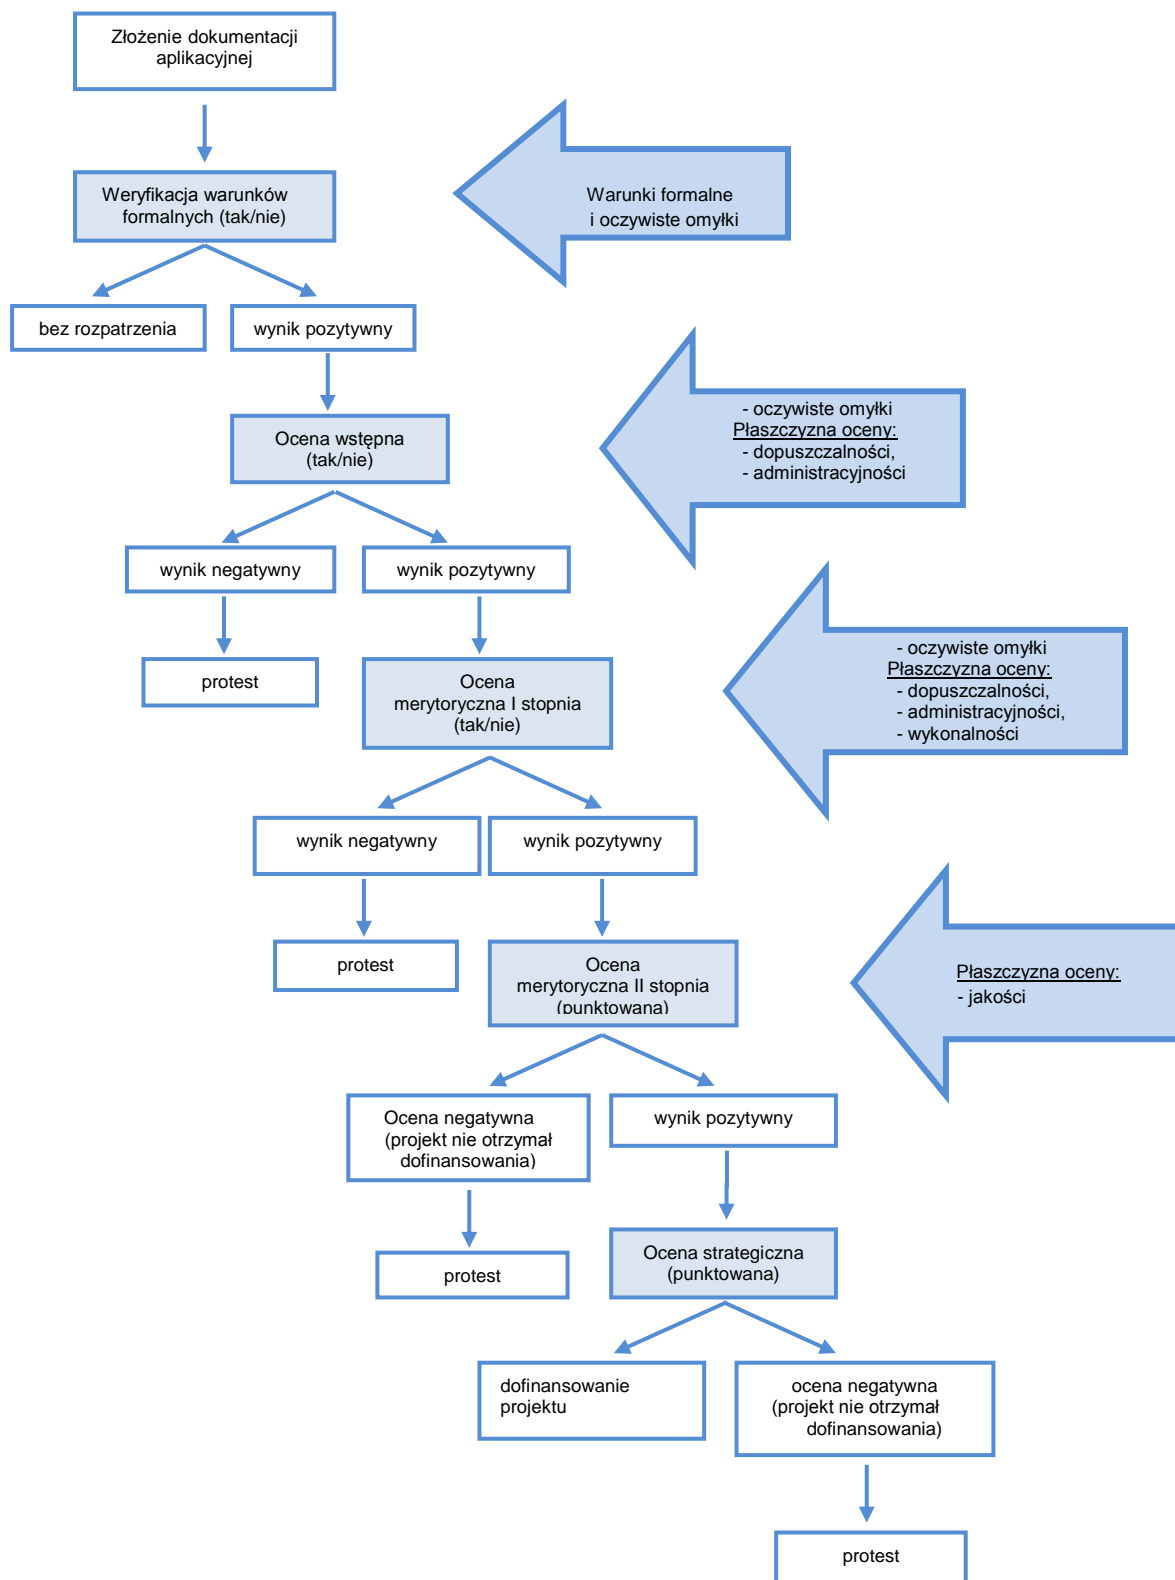 Złożenie dokumentacji
aplikacyjnej
Weryfikacja warunków
formalnych (tak/nie)
Warunki formalne
i oczywiste omyłki
bez rozpatrzenia
wynik pozytywny
- oczywiste omyłki
Płaszczyzna oceny:
- dopuszczalności,
- administracyjności
Ocena wstępna
(tak/nie)
wynik negatywny
wynik pozytywny
- oczywiste omyłki
Płaszczyzna oceny:
- dopuszczalności,
- administracyjności,
- wykonalności
protest
Ocena
merytoryczna I stopnia
(tak/nie)
wynik negatywny
wynik pozytywny
protest
Ocena
merytoryczna II stopnia
(punktowana)
Płaszczyzna oceny:
- jakości
Ocena negatywna
(projekt nie otrzymał
dofinansowania)
wynik pozytywny
protest
Ocena strategiczna
(punktowana)
dofinansowanie
projektu
ocena negatywna
(projekt nie otrzymał
dofinansowania)
protest